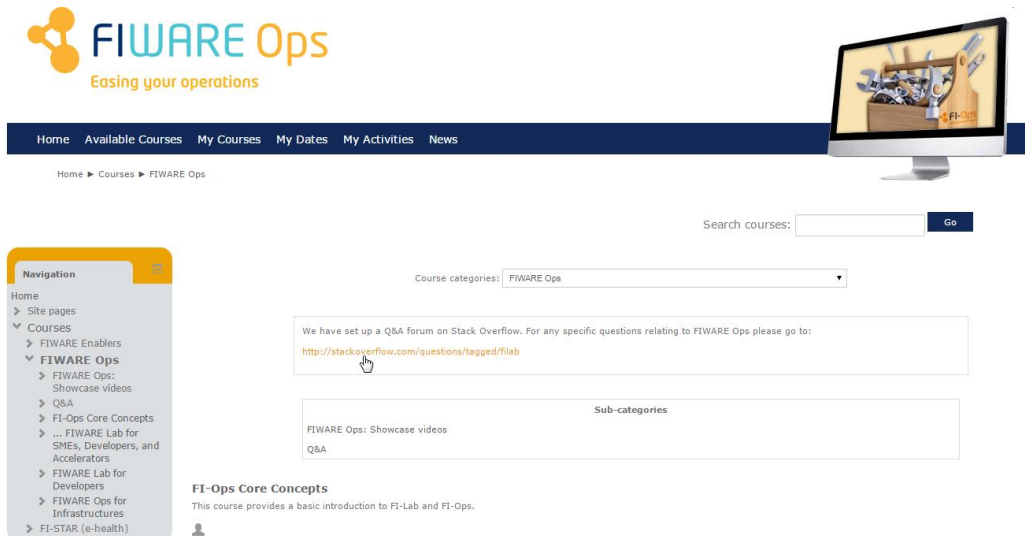 FIWARE Ops
Easing your operations
FI-Ops
Home Available Courses My Courses My Dates My Activities News
Home ► Courses ► FIWARE Ops
Search courses:
Go
Navigation
Home
Site pages
Courses
FIWARE Enablers
FIWARE Ops
FIWARE Ops:
Showcase videos
Q&A
FI-Ops Core Concepts
... FIWARE Lab for
SMEs, Developers, and
Accelerators
FIWARE Lab for
Developers
FIWARE Ops for
Infrastructures
FI-STAR (e-health)
Course categories: FIWARE Ops
We have set up a Q&A forum on Stack Overflow. For any specific questions relating to FIWARE Ops please go to:
http://stackoverflow.com/questions/tagged/filab
Sub-categories
FIWARE Ops: Showcase videos
Q&A
FI-Ops Core Concepts
This course provides a basic introduction to FI-Lab and FI-Ops.